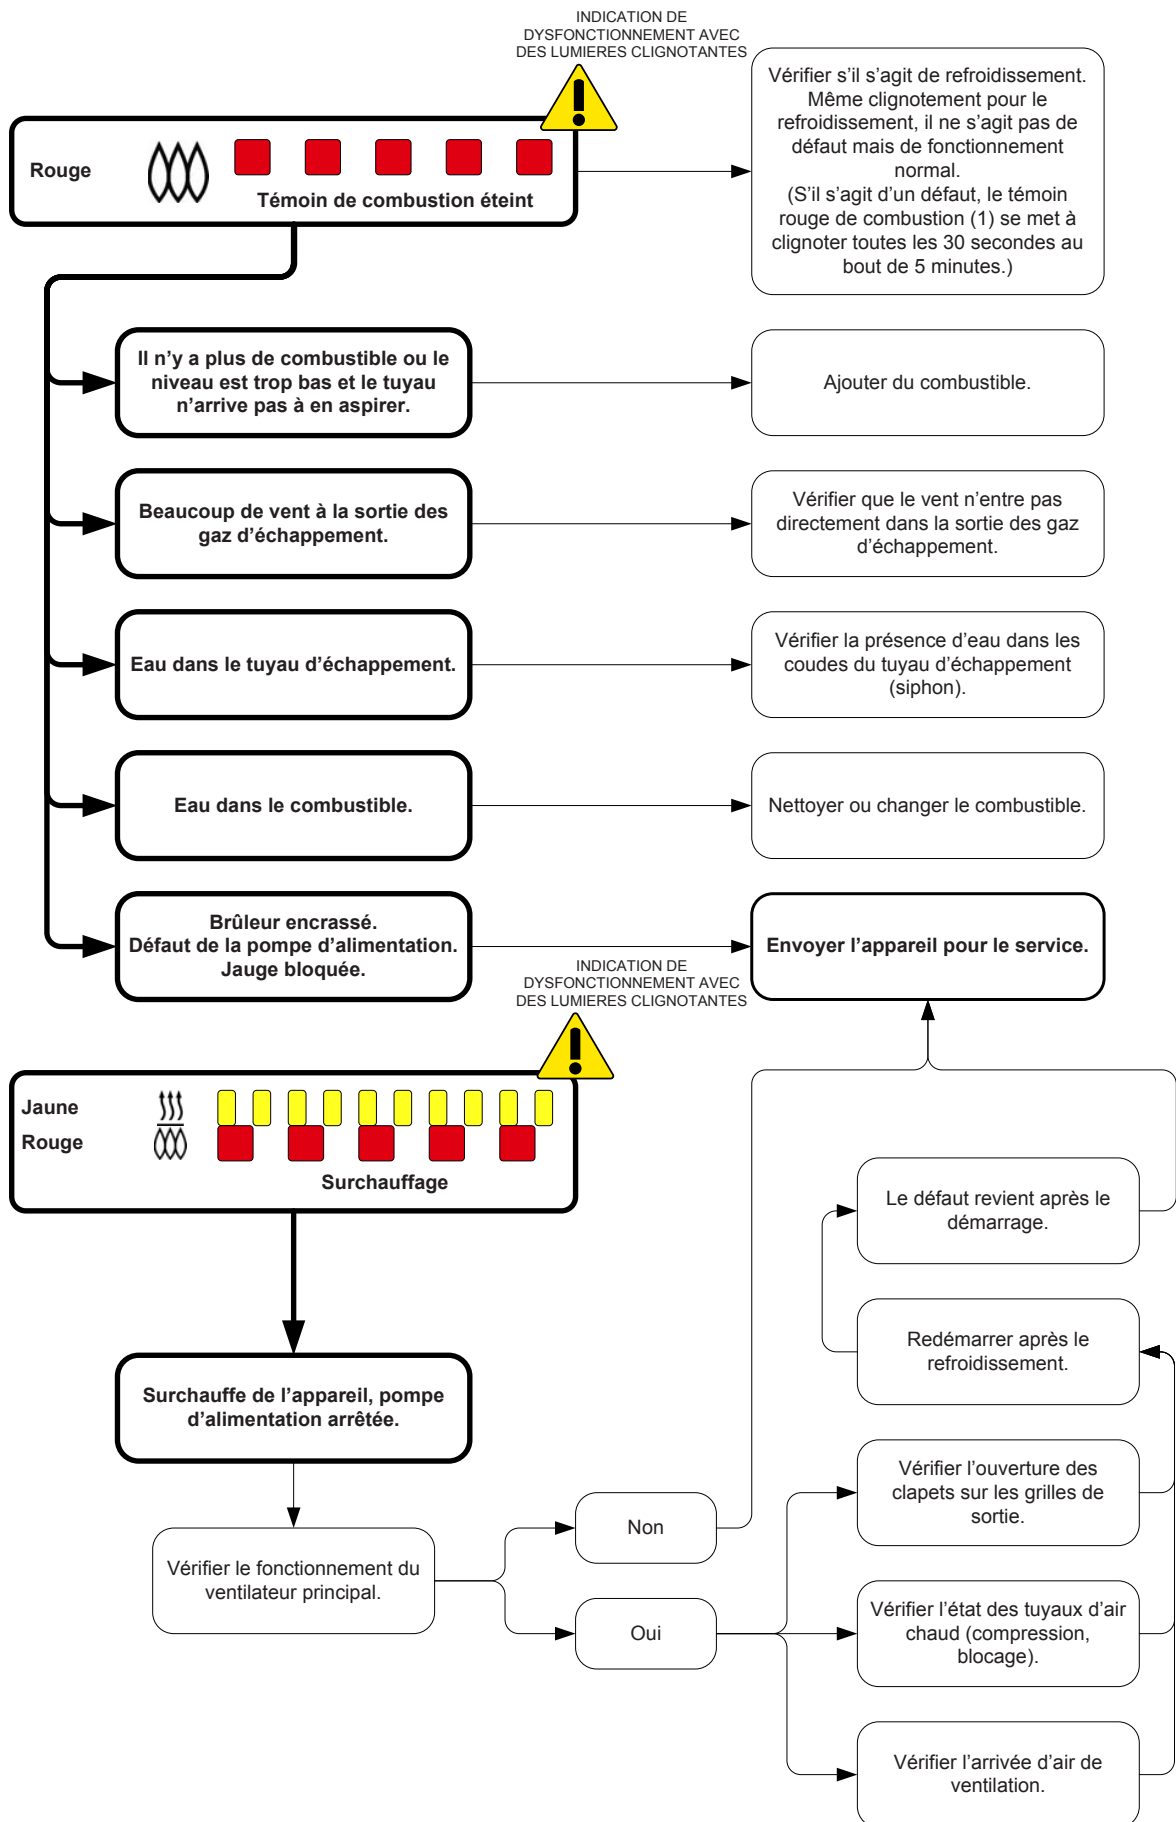 INDICATION DE
DYSFONCTIONNEMENT AVEC
DES LUMIERES CLIGNOTANTES
Rouge
Témoin de combustion éteint
Vérifier s’il s’agit de refroidissement.
Même clignotement pour le
refroidissement, il ne s’agit pas de
défaut mais de fonctionnement
normal.
(S’il s’agit d’un défaut, le témoin
rouge de combustion (1) se met à
clignoter toutes les 30 secondes au
bout de 5 minutes.)
Il n’y a plus de combustible ou le
niveau est trop bas et le tuyau
n’arrive pas à en aspirer.
Ajouter du combustible.
Beaucoup de vent à la sortie des
gaz d’échappement.
Vérifier que le vent n’entre pas
directement dans la sortie des gaz
d’échappement.
Eau dans le tuyau d’échappement.
Vérifier la présence d’eau dans les
coudes du tuyau d’échappement
(siphon).
Eau dans le combustible.
Nettoyer ou changer le combustible.
Brûleur encrassé.
Défaut de la pompe d’alimentation.
Jauge bloquée.
Envoyer l’appareil pour le service.
INDICATION DE
DYSFONCTIONNEMENT AVEC
DES LUMIERES CLIGNOTANTES
Jaune
Rouge
Surchauffage
Le défaut revient après le
démarrage.
Redémarrer après le
refroidissement.
Surchauffe de l’appareil, pompe
d’alimentation arrêtée.
Vérifier l’ouverture des
clapets sur les grilles de
sortie.
Non
Vérifier le fonctionnement du
ventilateur principal.
Oui
Vérifier l’état des tuyaux d’air
chaud (compression,
blocage).
Vérifier l’arrivée d’air de
ventilation.